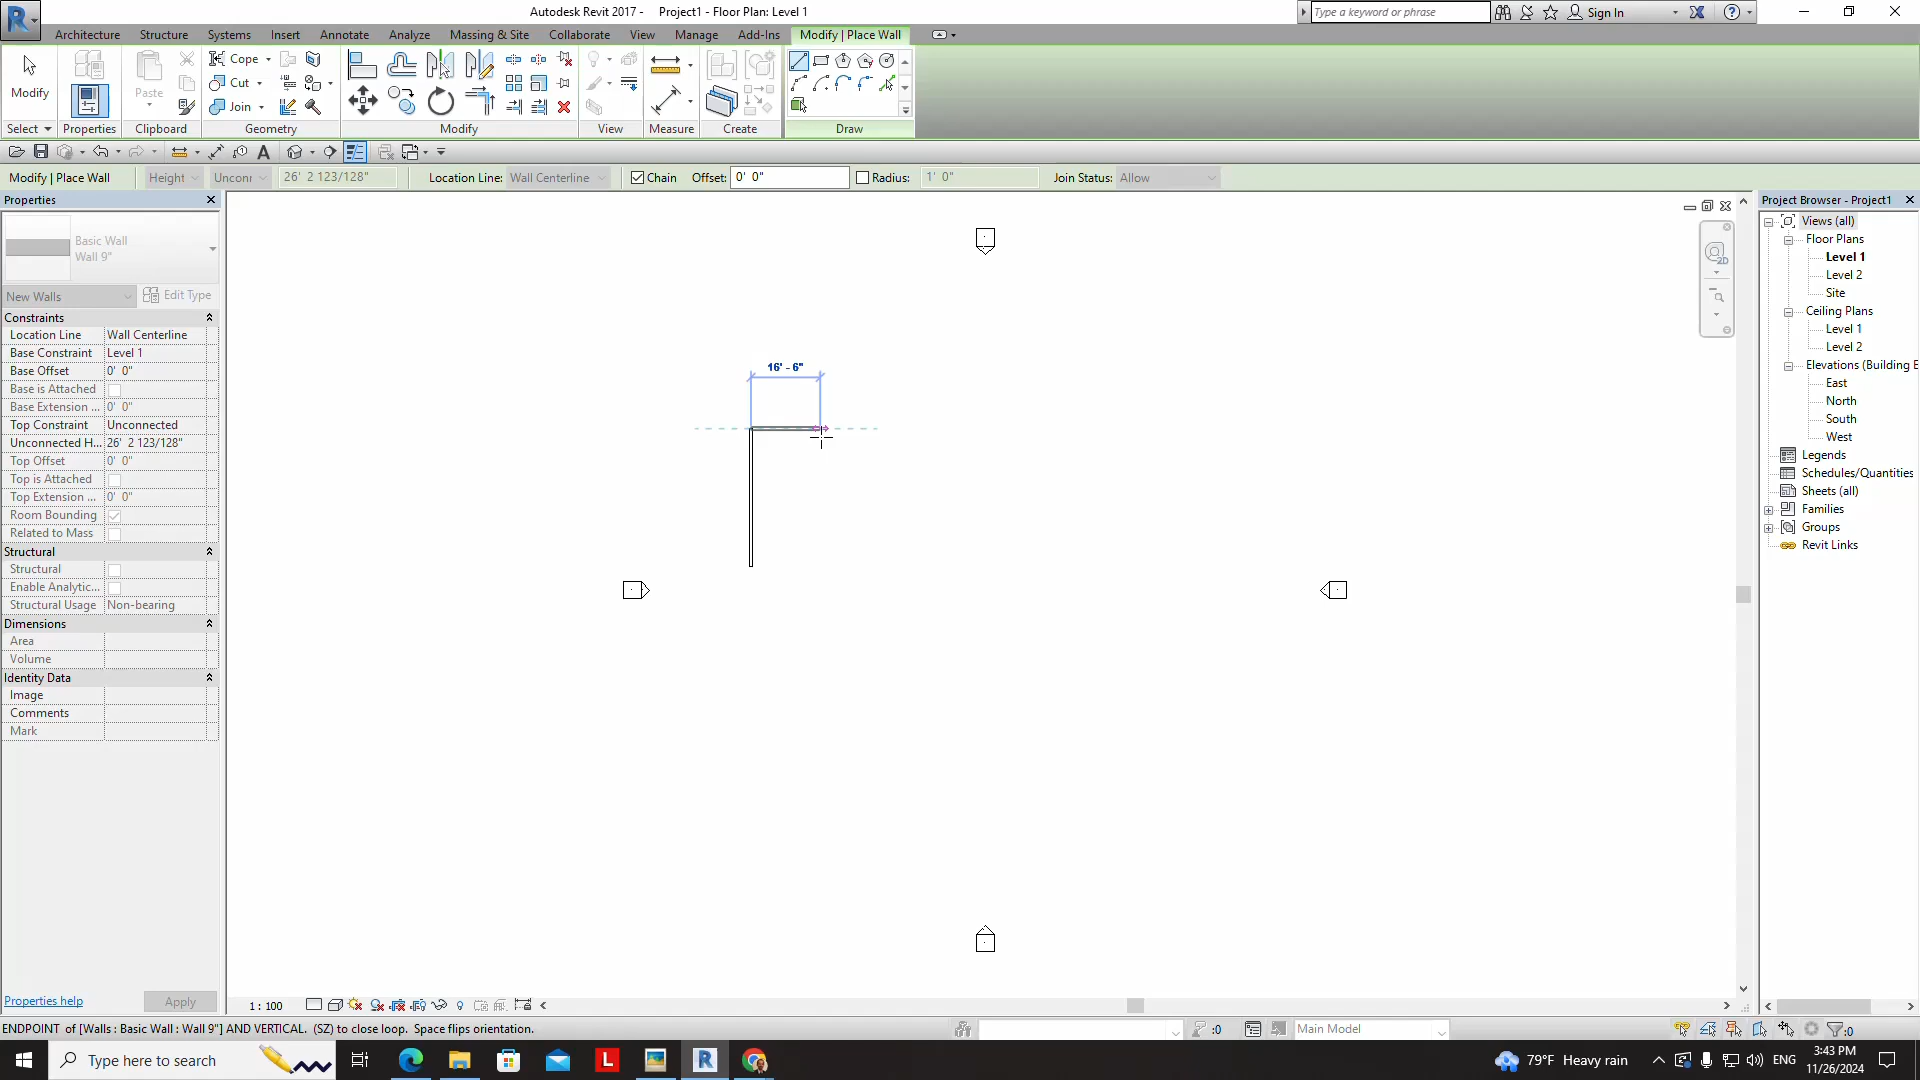 Autodesk Revit 2017 - Project1 - Floor Plan: Level 1
Type a keyword or phrase
Sign In
Architecture Structure Systems Insert Annotate Analyze Massing & Site Collaborate View Manage Add-Ins Modify | Place Wall
Modify
Properties
Paste
Cope
Cut
Join
Select Properties Clipboard Geometry Modify View Measure Create Draw
Modify | Place Wall Height Uncon 26' 2 123/128" Location Line: Wall Centerline Chain Offset: 0' 0" Radius: 1' 0" Join Status: Allow
Properties
Basic Wall
Wall 9"
New Walls Edit Type
Constraints
Location Line Wall Centerline
Base Constraint Level 1
Base Offset 0' 0"
Base is Attached
Base Extension ... 0' 0"
Top Constraint Unconnected
Unconnected H... 26' 2 123/128"
Top Offset 0' 0"
Top is Attached
Top Extension ... 0' 0"
Room Bounding
Related to Mass
Structural
Structural
Enable Analytic...
Structural Usage Non-bearing
Dimensions
Area
Volume
Identity Data
Image
Comments
Mark
Properties help Apply
16' - 6"
2D
Project Browser - Project1
Views (all)
Floor Plans
Level 1
Level 2
Site
Ceiling Plans
Level 1
Level 2
Elevations (Building E
East
North
South
West
Legends
Schedules/Quantities
Sheets (all)
Families
Groups
Revit Links
1 : 100
ENDPOINT of [Walls : Basic Wall : Wall 9"] AND VERTICAL. (SZ) to close loop. Space flips orientation.
:0
Main Model
:0
Type here to search
79°F Heavy rain
ENG
3:43 PM
11/26/2024